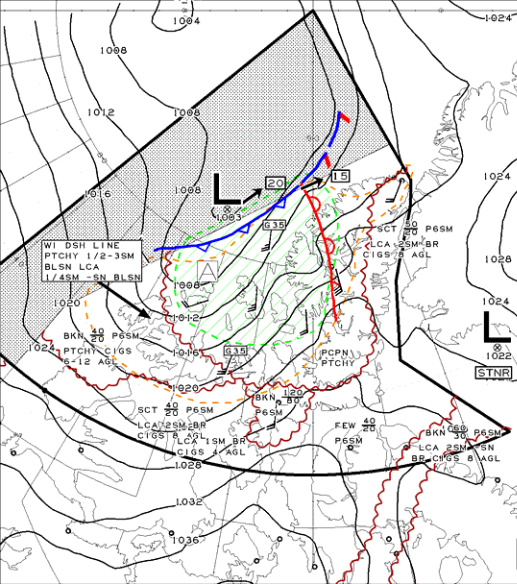 1004
1024
1008
1012
1008
1024
1016
1008
20
15
L
1003
G35
SCT 50/20 P6SM
LCA 2SM BR
CIGS 8 AGL
WI DSH LINE
PTCHY 1/2-3SM
BLSN LCA
1/4SM -SN BLSN
A
1008
1028
1020
1012
1024
L
1022
STNR
BKN 40/20 P6SM
PTCHY CIGS
6-12 AGL
1024
1016
G35
PCPN
PTCHY
1020
BKN 120/80
P6SM
SCT 40/20 P6SM
LCA 2SM BR
CIGS 8 AGL
LCA 1SM BR
CIGS 4 AGL
FEW 40/20
P6SM
BKN 60/30 P6SM
LCA 2SM -SN
BR CIGS 8 AGL
1028
1032
1036